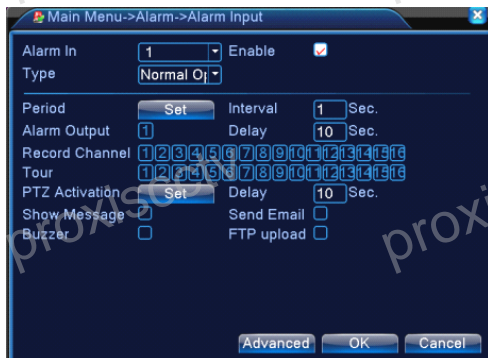 Main Menu->Alarm->Alarm Input
Alarm In 1 Enable
Type Normal Op
Period Set Interval 1 Sec.
Alarm Output 1 Delay 10 Sec.
Record Channel 1 2 3 4 5 6 7 8 9 10 11 12 13 14 15 16
Tour 1 2 3 4 5 6 7 8 9 10 11 12 13 14 15 16
PTZ Activation Set Delay 10 Sec.
Show Message Send Email
Buzzer FTP upload
Advanced OK Cancel
proxiscctv
proxi